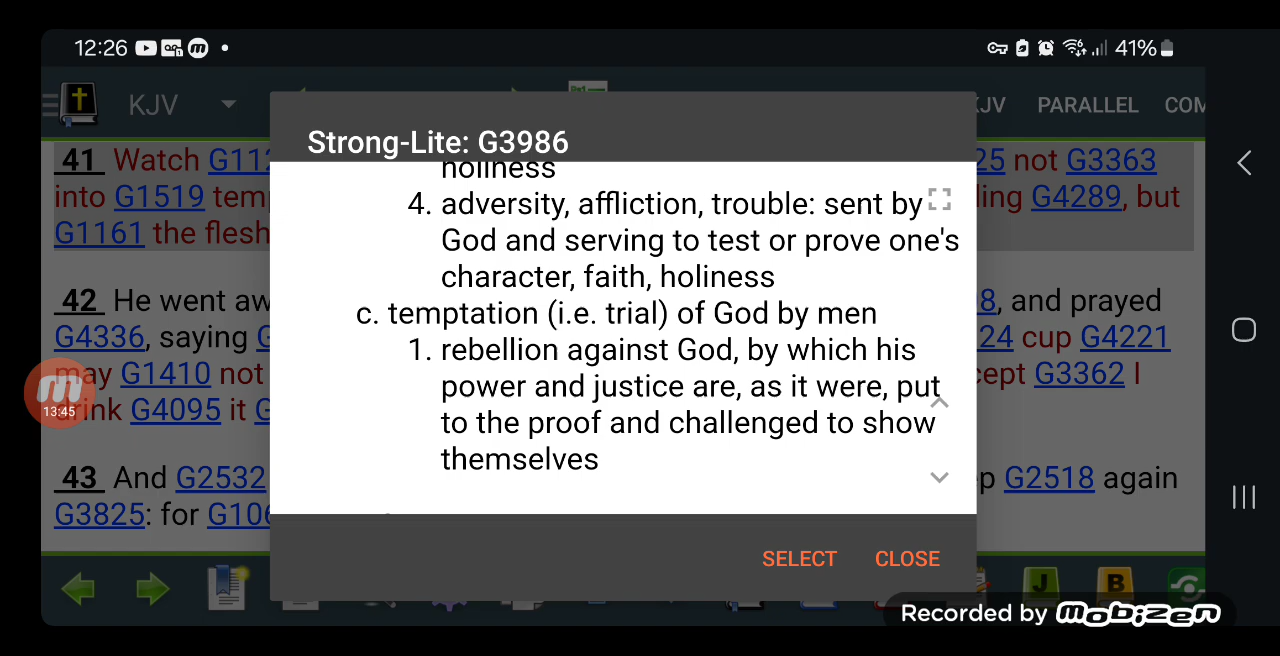 12:26
41%
KJV
JV PARALLEL COM
Strong-Lite: G3986
41 Watch G112 25 not G3363
into G1519 temp ling G4289, but
G1161 the flesh
holiness
4. adversity, affliction, trouble: sent by
God and serving to test or prove one's
character, faith, holiness
c. temptation (i.e. trial) of God by men
1. rebellion against God, by which his
power and justice are, as it were, put
to the proof and challenged to show
themselves
42 He went aw 8, and prayed
G4336, saying G 24 cup G4221
may G1410 not cept G3362 I
drink G4095 it G
13:45
43 And G2532 p G2518 again
G3825: for G106
SELECT CLOSE
J B
Recorded by Mobizen